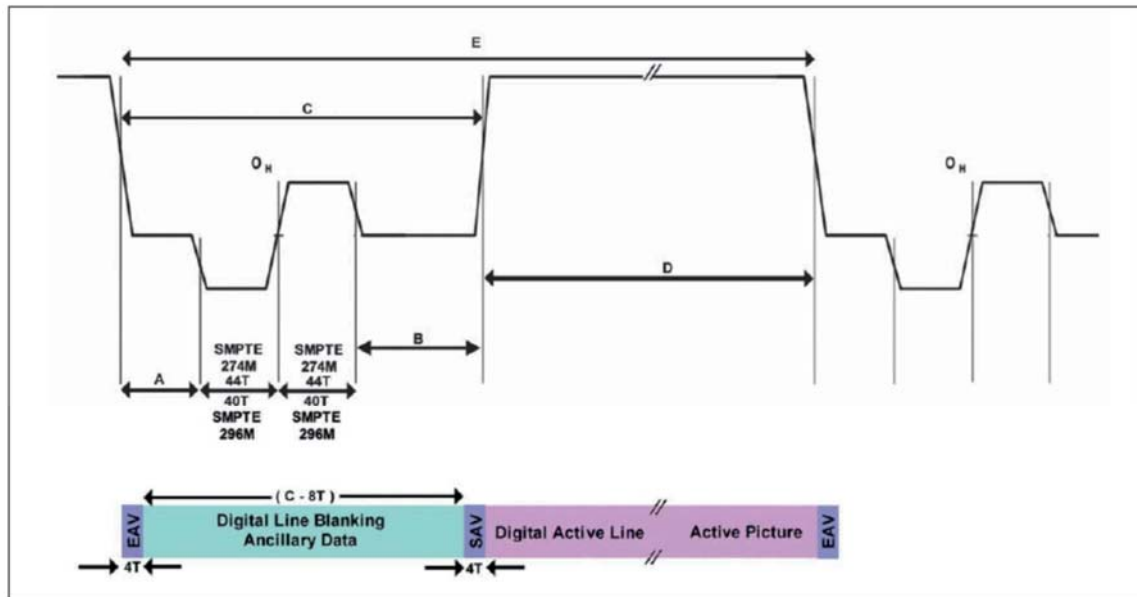 E
C
O H
O H
D
B
SMPTE
274M
44T
SMPTE
274M
44T
A
40T
SMPTE
296M
40T
SMPTE
296M
( C - 8T )
EAV
Digital Line Blanking
Ancillary Data
SAV
Digital Active Line
Active Picture
EAV
4T
4T